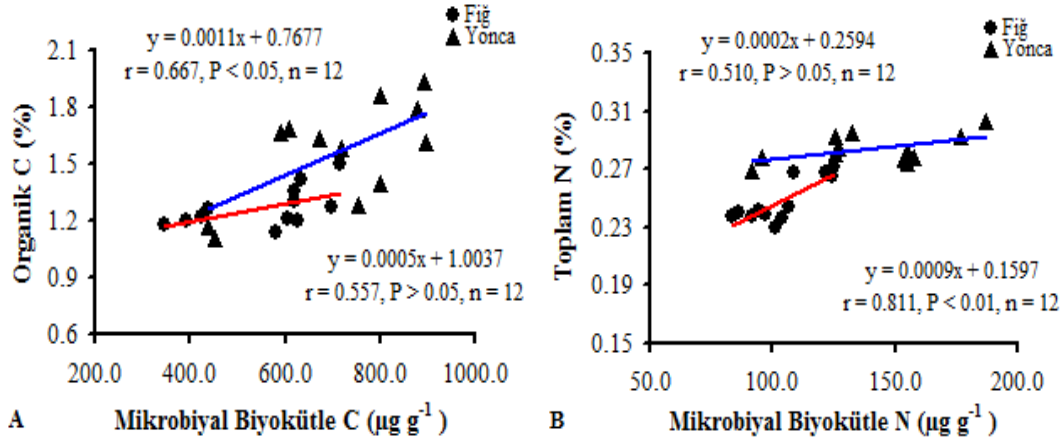 Fiğ
Yonca
y = 0.0011x + 0.7677
r = 0.667, P < 0.05, n = 12
Organik C (%)
2.1
1.8
1.5
1.2
0.9
0.6
y = 0.0005x + 1.0037
r = 0.557, P > 0.05, n = 12
200.0 400.0 600.0 800.0 1000.0
A Mikrobiyal Biyokütle C (µg g-1)
Fiğ
Yonca
y = 0.0002x + 0.2594
r = 0.510, P > 0.05, n = 12
Toplam N (%)
0.35
0.31
0.27
0.23
0.19
0.15
y = 0.0009x + 0.1597
r = 0.811, P < 0.01, n = 12
50.0 100.0 150.0 200.0
B Mikrobiyal Biyokütle N (µg g-1)